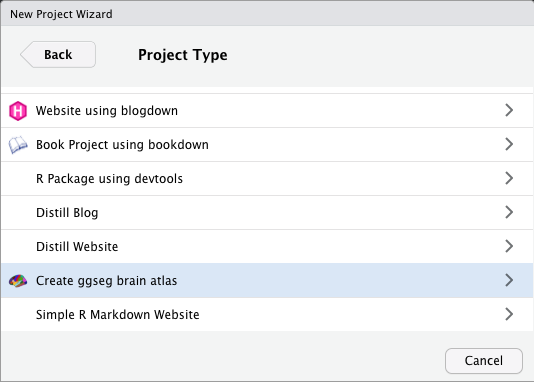 New Project Wizard
Back
Project Type
Website using blogdown
Book Project using bookdown
R Package using devtools
Distill Blog
Distill Website
Create ggseg brain atlas
Simple R Markdown Website
Cancel